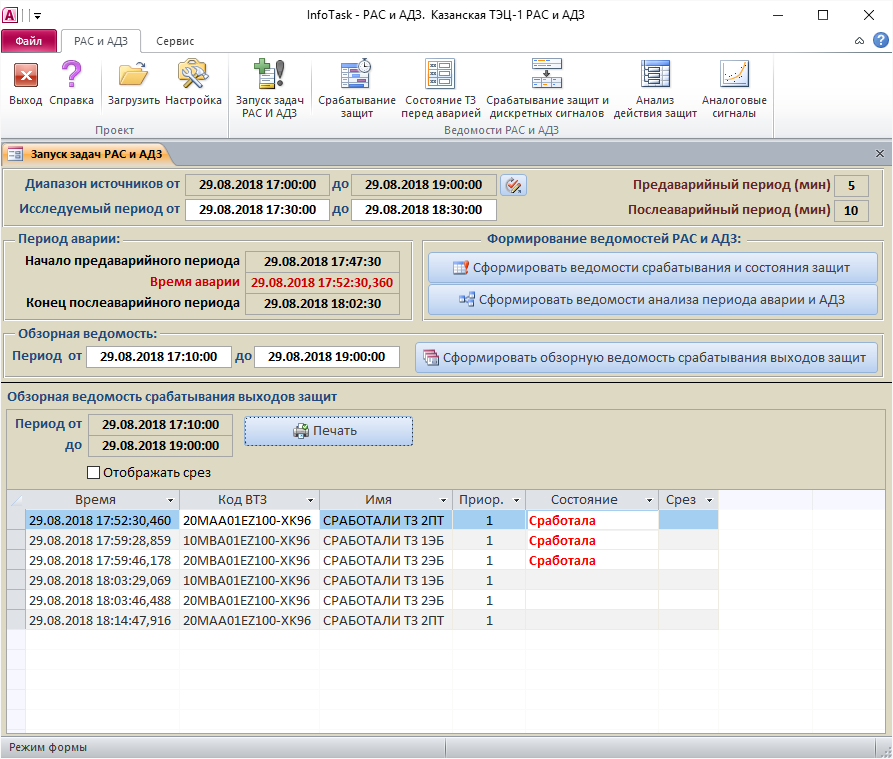 InfoTask - РАС и АДЗ.  Казанская ТЭЦ-1 РАС и АДЗ
Файл РАС и АДЗ Сервис
Выход Справка Загрузить Настройка Запуск задач РАС И АДЗ Срабатывание защит Состояние ТЗ перед аварией Срабатывание защит и дискретных сигналов Анализ действия защит Аналоговые сигналы
Проект Ведомости РАС и АДЗ
Запуск задач РАС и АДЗ
Диапазон источников от 29.08.2018 17:00:00 до 29.08.2018 19:00:00 Предаварийный период (мин) 5
Исследуемый период от 29.08.2018 17:30:00 до 29.08.2018 18:30:00 Послеаварийный период (мин) 10
Период аварии: Формирование ведомостей РАС и АДЗ:
Начало предаварийного периода 29.08.2018 17:47:30 Сформировать ведомости срабатывания и состояния защит
Время аварии 29.08.2018 17:52:30,360
Конец послеаварийного периода 29.08.2018 18:02:30 Сформировать ведомости анализа периода аварии и АДЗ
Обзорная ведомость:
Период от 29.08.2018 17:10:00 до 29.08.2018 19:00:00 Сформировать обзорную ведомость срабатывания выходов защит
Обзорная ведомость срабатывания выходов защит
Период от 29.08.2018 17:10:00 Печать
до 29.08.2018 19:00:00
Отображать срез
Время Код ВТЗ Имя Приор. Состояние Срез
29.08.2018 17:52:30,460 20MAA01EZ100-XK96 СРАБОТАЛИ ТЗ 2ПТ 1 Сработала
29.08.2018 17:59:28,859 10MBA01EZ100-XK96 СРАБОТАЛИ ТЗ 1ЭБ 1 Сработала
29.08.2018 17:59:46,178 20MBA01EZ100-XK96 СРАБОТАЛИ ТЗ 2ЭБ 1 Сработала
29.08.2018 18:03:29,069 10MBA01EZ100-XK96 СРАБОТАЛИ ТЗ 1ЭБ 1
29.08.2018 18:03:46,488 20MBA01EZ100-XK96 СРАБОТАЛИ ТЗ 2ЭБ 1
29.08.2018 18:14:47,916 20MAA01EZ100-XK96 СРАБОТАЛИ ТЗ 2ПТ 1
Режим формы